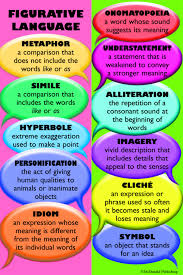 FIGURATIVE
LANGUAGE
METAPHOR
a comparison
that does not include the
words like or as
SIMILE
a comparison
that includes the
words like or as
HYPERBOLE
extreme exaggeration
used to make a point
PERSONIFICATION
the act of giving
human qualities to
animals or inanimate
objects
IDIOM
an expression whose
meaning is different
from the meaning of
its individual words
ONOMATOPOEIA
a word whose sound
suggests its meaning
UNDERSTATEMENT
a statement that
is weakened to convey
a stronger meaning
ALLITERATION
the repetition of a
consonant sound at
the beginning of
words
IMAGERY
vivid description that
includes details that
appeal to the senses
CLICHÉ
an expression or
phrase used so often
it becomes stale and
loses meaning
SYMBOL
an object that
stands for an
idea
©McDonald Publishing